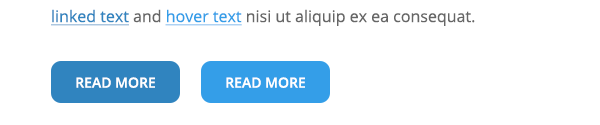 linked text and hover text nisi ut aliquip ex ea consequat.
READ MORE READ MORE